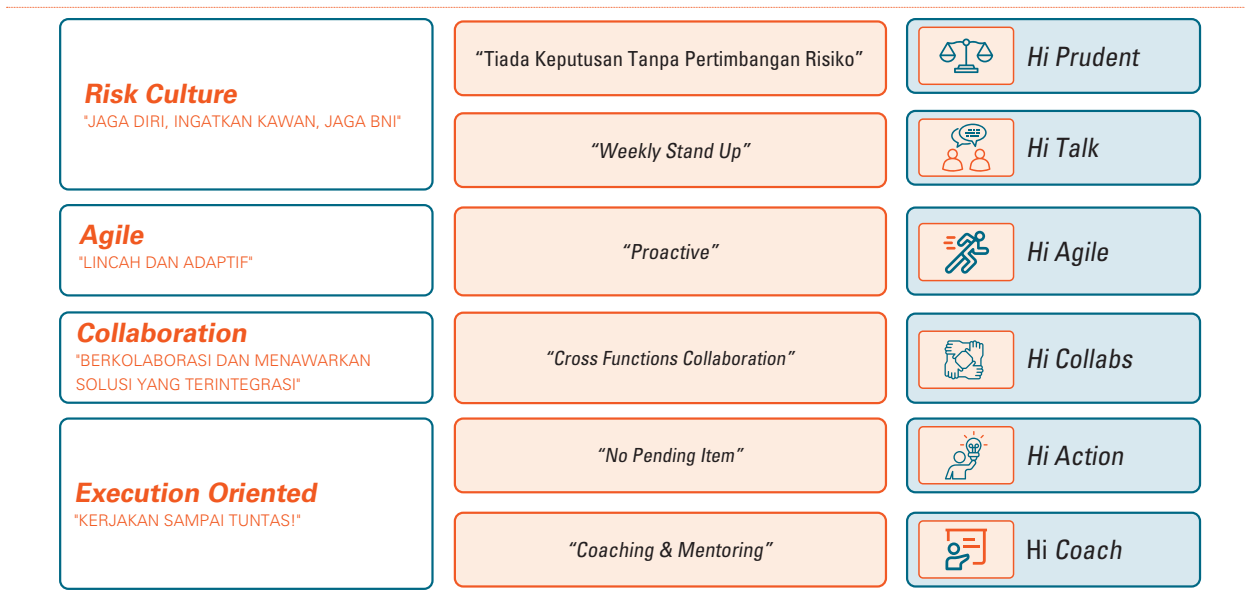 Risk Culture
"JAGA DIRI, INGATKAN KAWAN, JAGA BNI"
“Tiada Keputusan Tanpa Pertimbangan Risiko”
Hi Prudent
“Weekly Stand Up”
Hi Talk
Agile
"LINCAH DAN ADAPTIF"
“Proactive”
Hi Agile
Collaboration
"BERKOLABORASI DAN MENAWARKAN
SOLUSI YANG TERINTEGRASI"
“Cross Functions Collaboration”
Hi Collabs
Execution Oriented
"KERJAKAN SAMPAI TUNTAS!"
“No Pending Item”
Hi Action
“Coaching & Mentoring”
Hi Coach